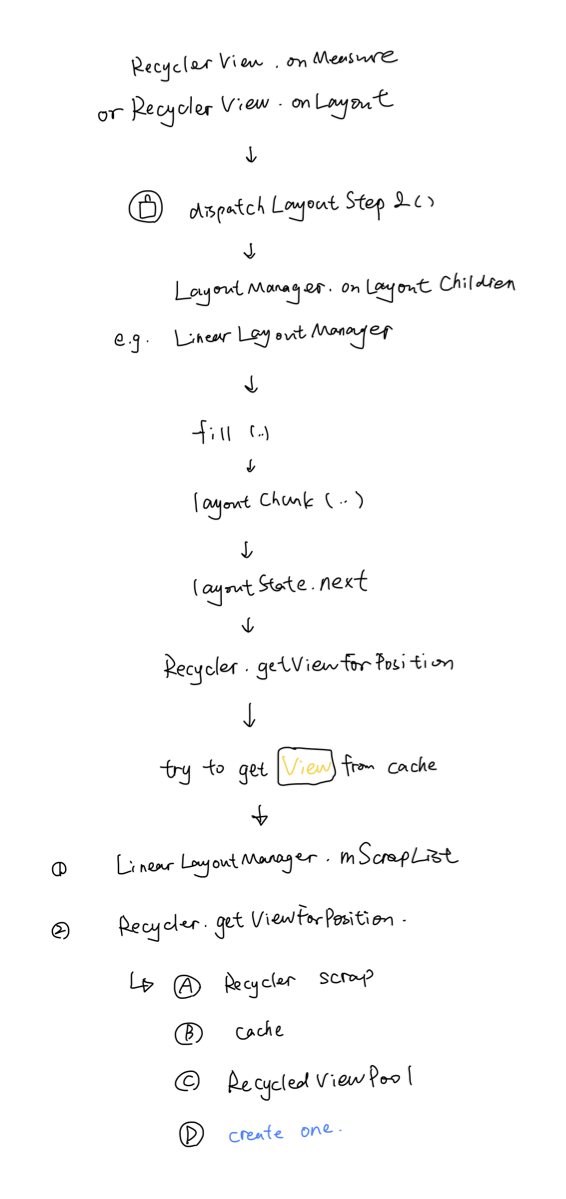 RecyclerView.onMeasure
or RecyclerView.onLayout
↓
dispatchLayoutStep2()
↓
LayoutManager.onLayoutChildren
e.g. LinearLayoutManager
↓
fill (..)
↓
layoutChunk (..)
↓
layoutState.next
↓
Recycler.getViewForPosition
↓
try to get View from cache
↓
① LinearLayoutManager.mScrapList
② Recycler.getViewForPosition.
↳ Ⓐ Recycler scrap
Ⓑ cache
Ⓒ RecycledViewPool
Ⓓ create one.